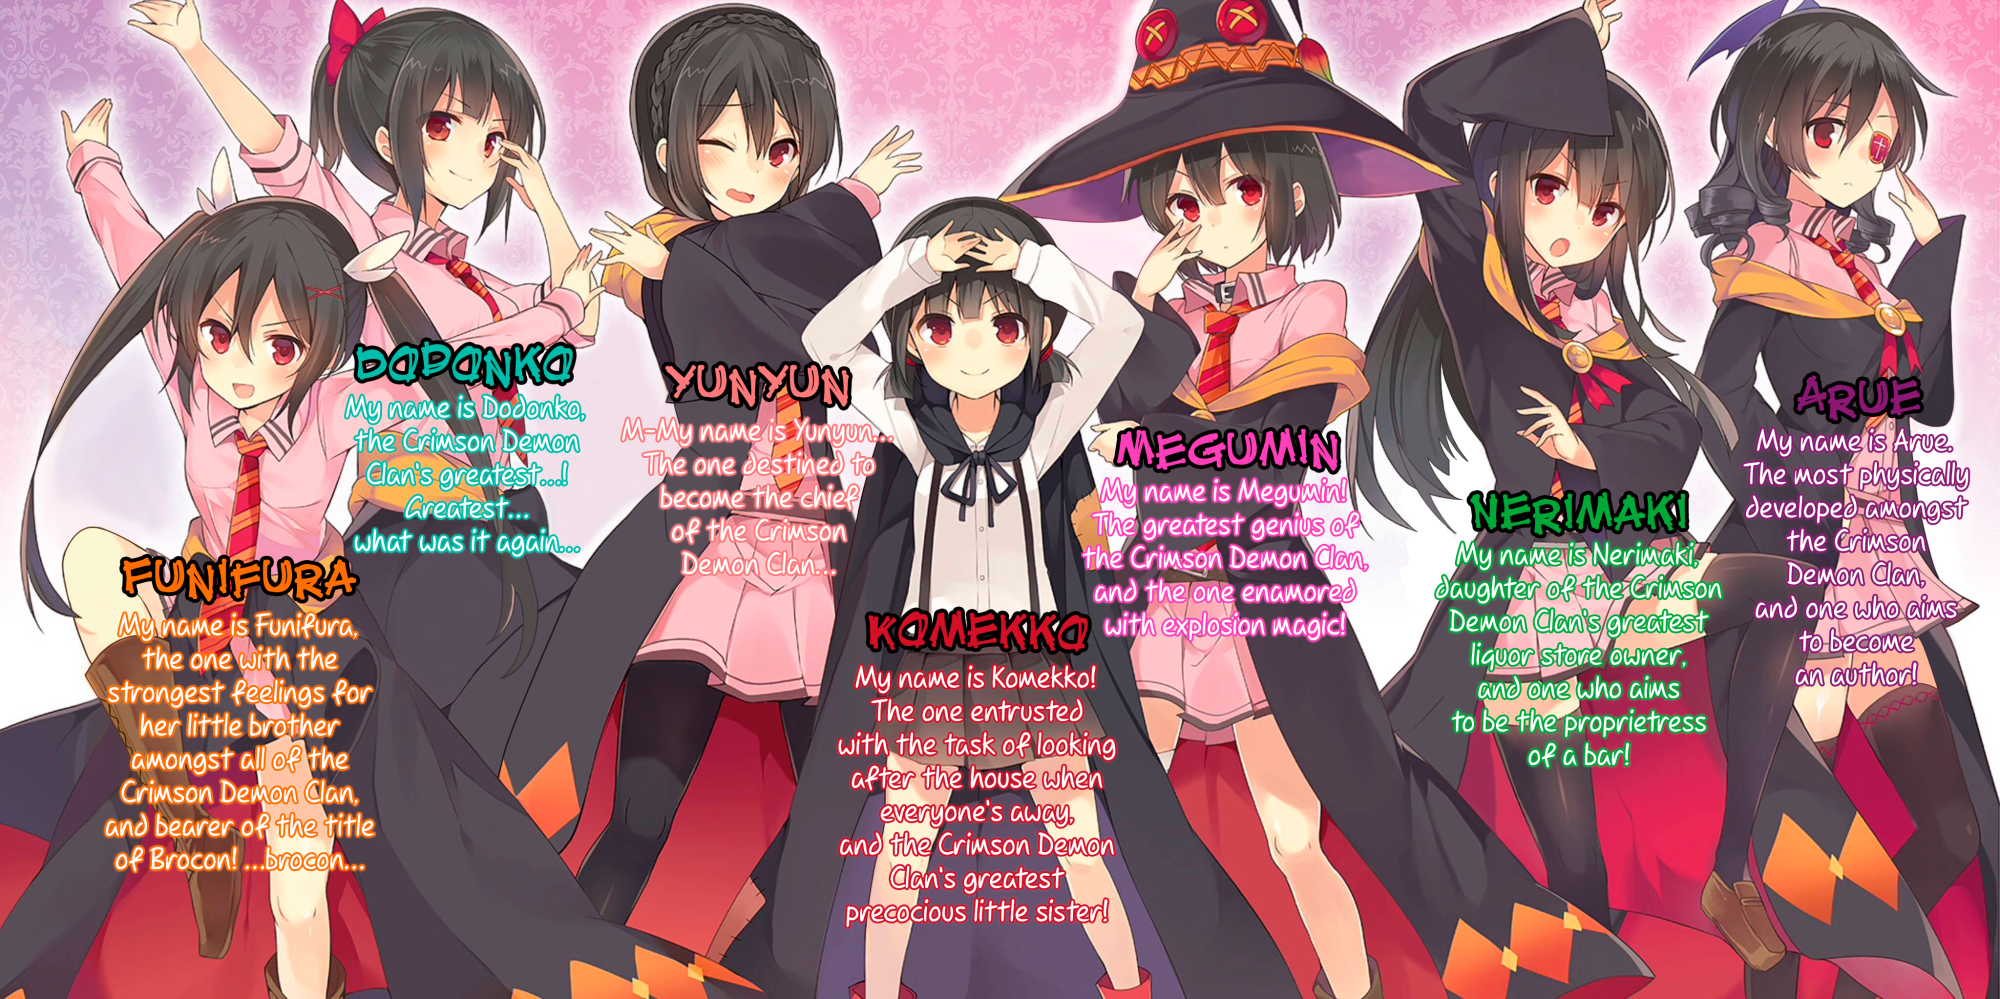 FUNIFURA
My name is Funifura,
the one with the
strongest feelings for
her little brother
amongst all of the
Crimson Demon Clan,
and bearer of the title
of Brocon! ...brocon...
DODONKO
My name is Dodonko,
the Crimson Demon
Clan's greatest...!
Greatest...
what was it again...
YUNYUN
M-My name is Yunyun...
The one destined to
become the chief
of the Crimson
Demon Clan...
KOMEKKO
My name is Komekko!
The one entrusted
with the task of looking
after the house when
everyone's away,
and the Crimson Demon
Clan's greatest
precocious little sister!
MEGUMIN
My name is Megumin!
The greatest genius of
the Crimson Demon Clan,
and the one enamored
with explosion magic!
NERIMAKI
My name is Nerimaki,
daughter of the Crimson
Demon Clan's greatest
liquor store owner,
and one who aims
to be the proprietress
of a bar!
ARUE
My name is Arue.
The most physically
developed amongst
the Crimson
Demon Clan,
and one who aims
to become
an author!